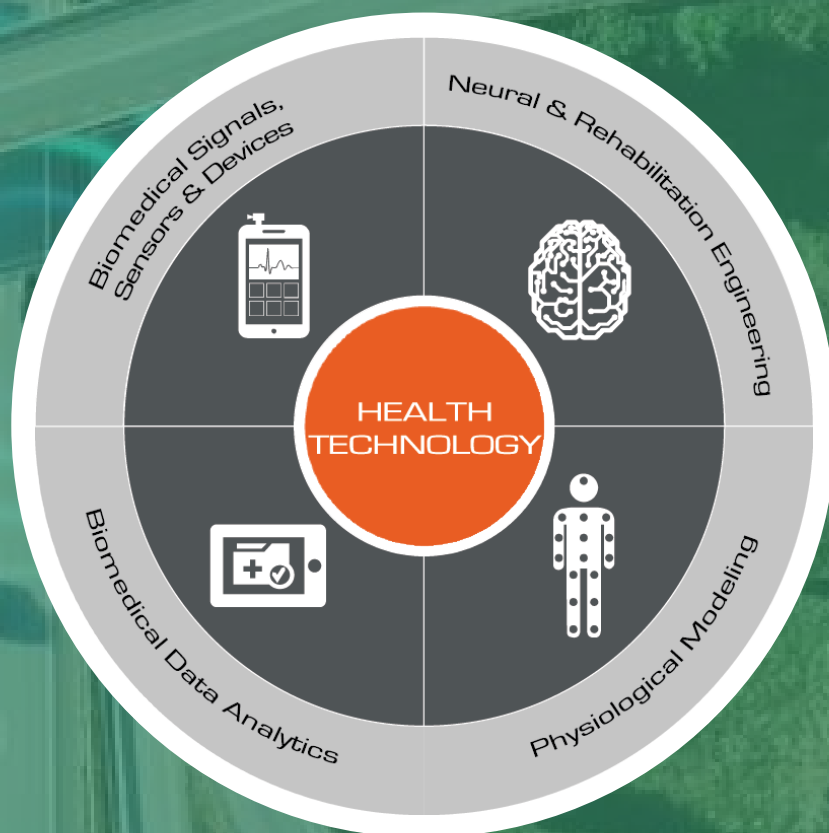 Biomedical Signals,
Sensors & Devices
Neural & Rehabilitation Engineering
HEALTH
TECHNOLOGY
Biomedical Data Analytics
Physiological Modeling